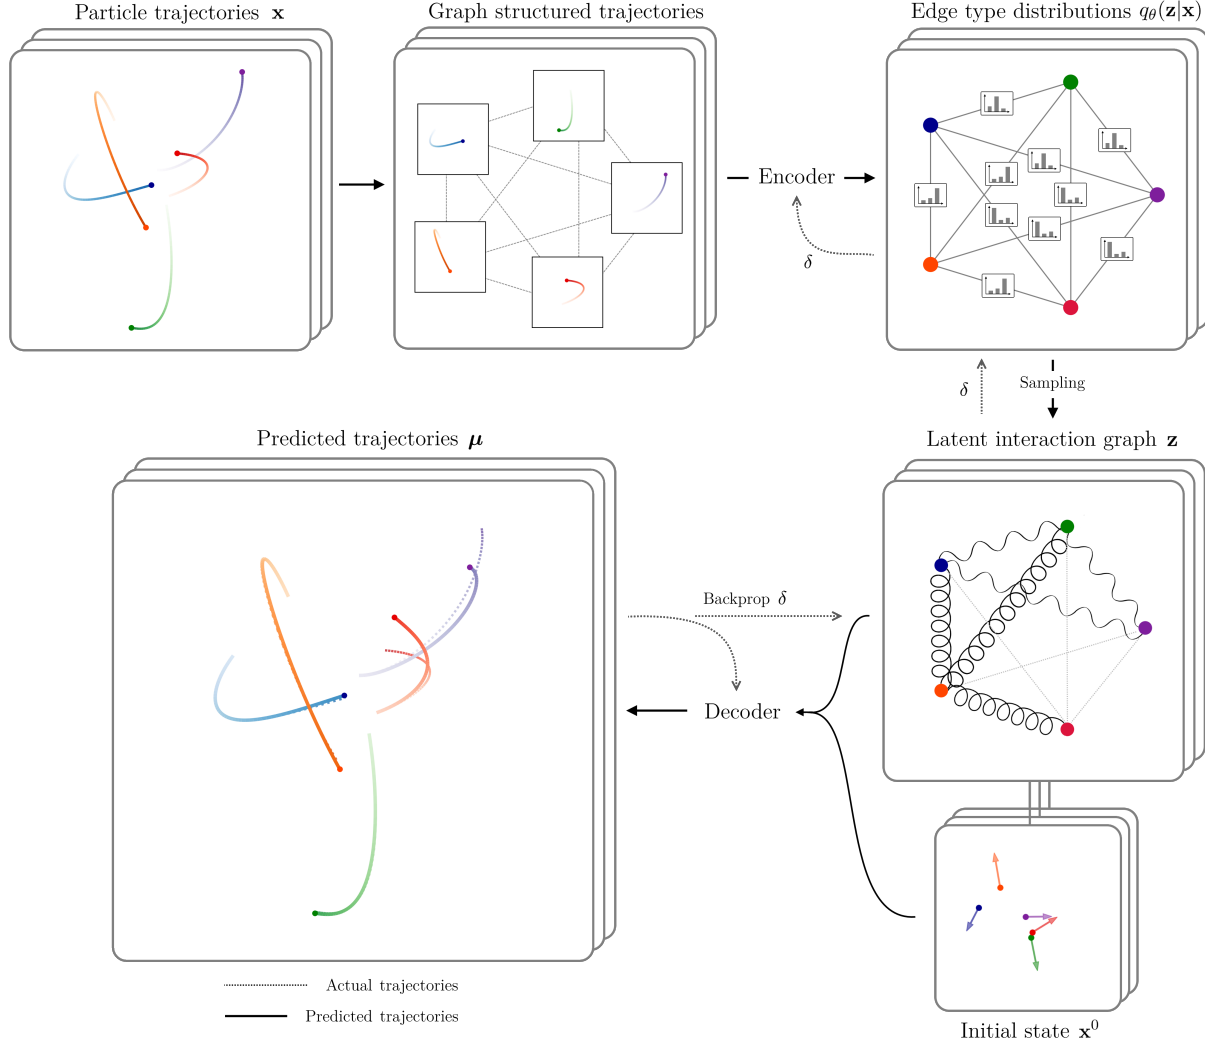 Particle trajectories x
Graph structured trajectories
Edge type distributions qθ(z|x)
Encoder
δ
δ
Sampling
Predicted trajectories μ
Latent interaction graph z
Backprop δ
Decoder
Actual trajectories
Predicted trajectories
Initial state x⁰